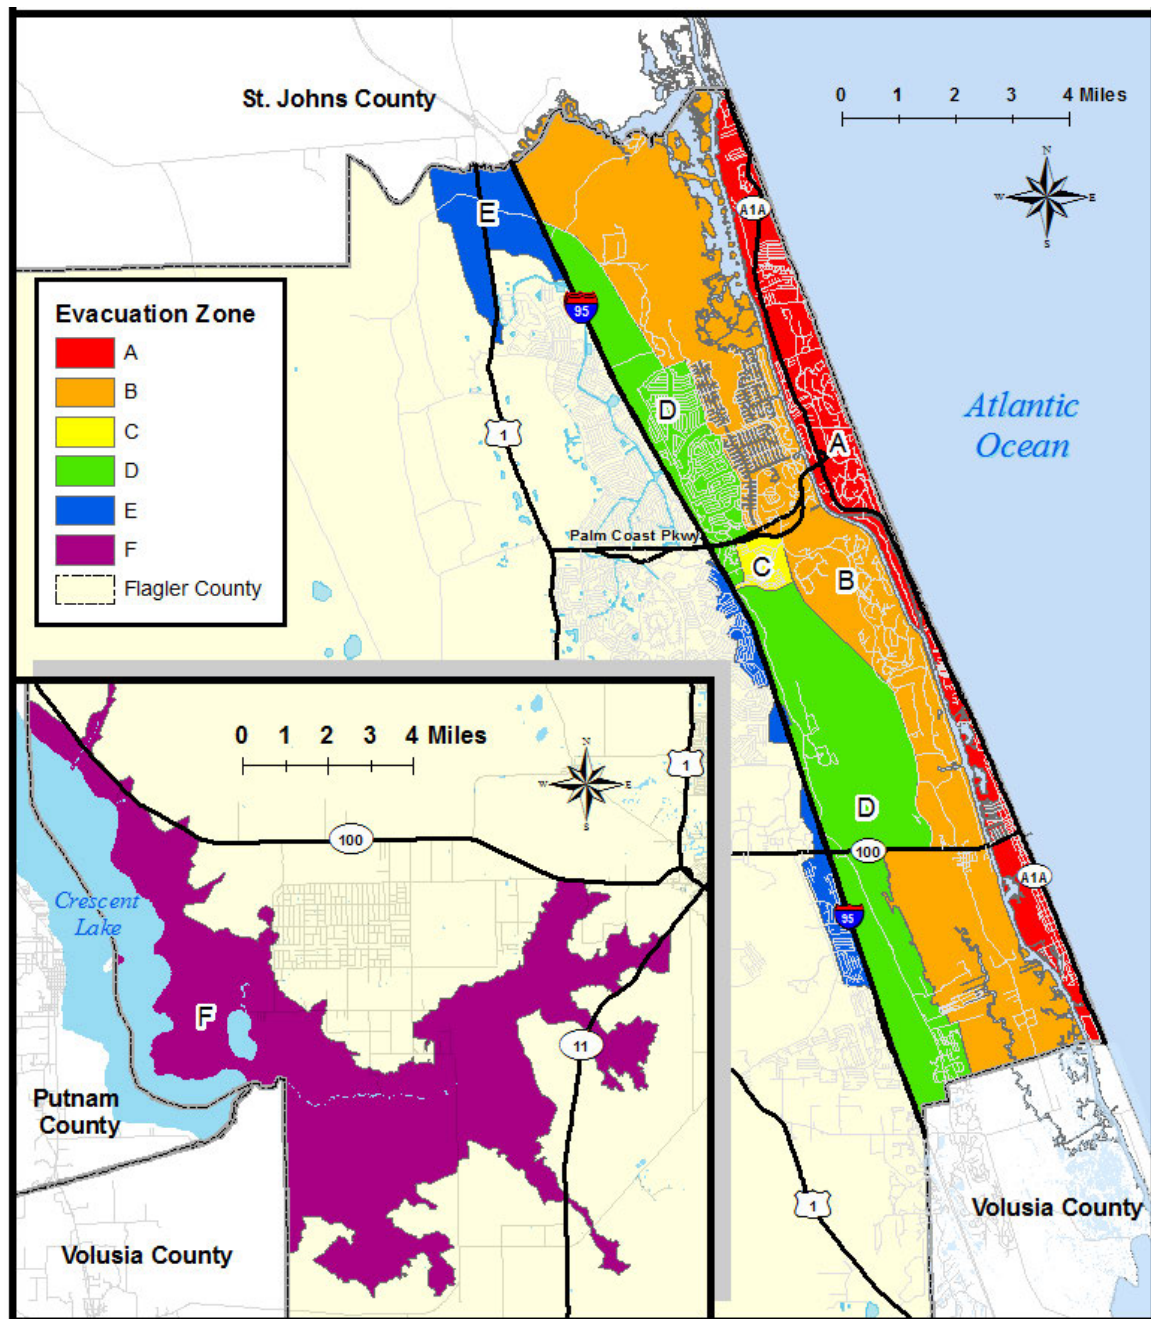 St. Johns County
0 1 2 3 4 Miles
N
W E
S
A1A
E
95
Evacuation Zone
A
B
C
D
E
F
Flagler County
D
1
A
Atlantic
Ocean
Palm Coast Pkwy
C
B
0 1 2 3 4 Miles
N
W E
S
1
D
100
100
A1A
Crescent
Lake
95
F
11
Putnam
County
1
Volusia County
Volusia County